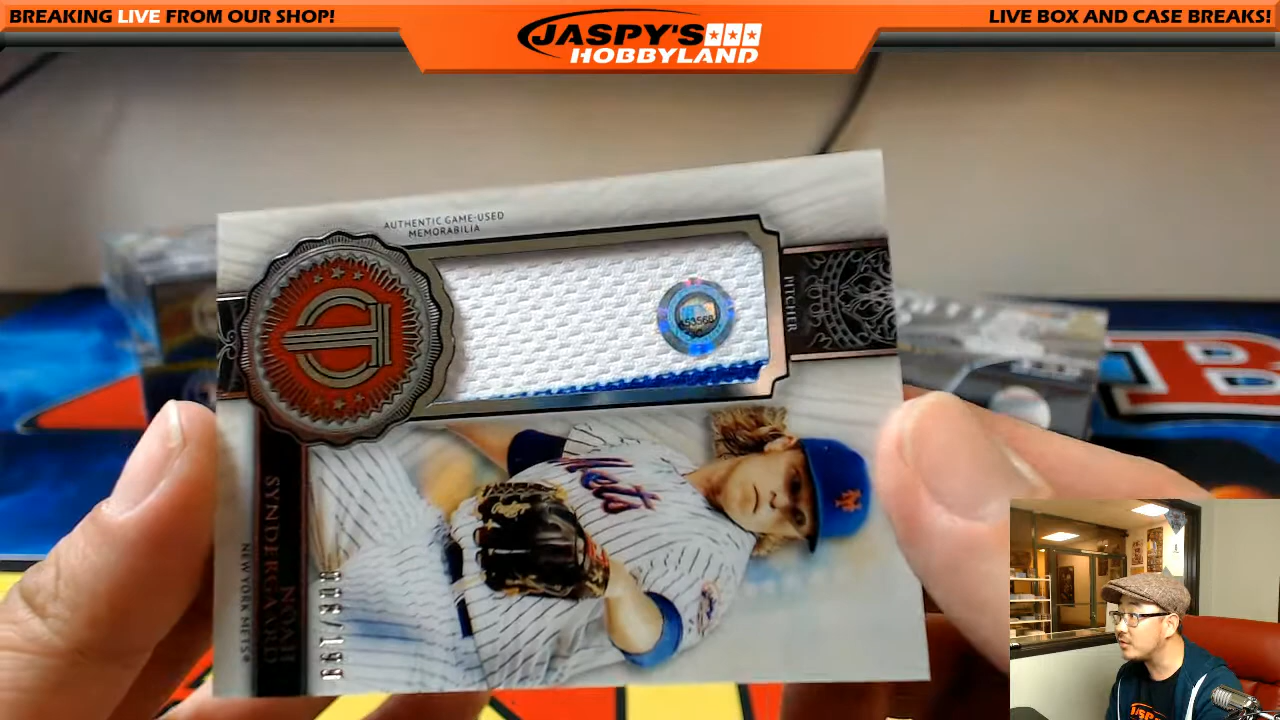 BREAKING LIVE FROM OUR SHOP!
JASPY'S
HOBBYLAND
LIVE BOX AND CASE BREAKS!
AUTHENTIC GAME-USED
MEMORABILIA
PITCHER
Mets
NOAH
SYNDERGAARD
NEW YORK METS®